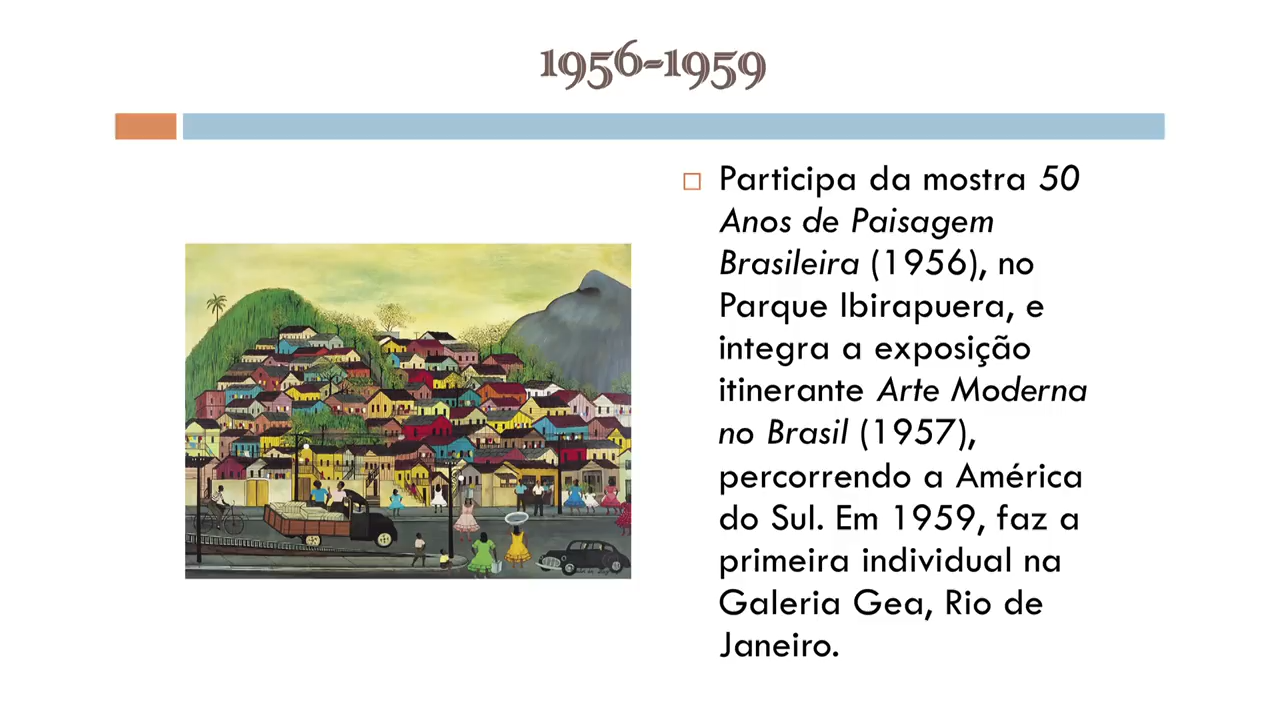 1956-1959
Participa da mostra 50
Anos de Paisagem
Brasileira (1956), no
Parque Ibirapuera, e
integra a exposição
itinerante Arte Moderna
no Brasil (1957),
percorrendo a América
do Sul. Em 1959, faz a
primeira individual na
Galeria Gea, Rio de
Janeiro.